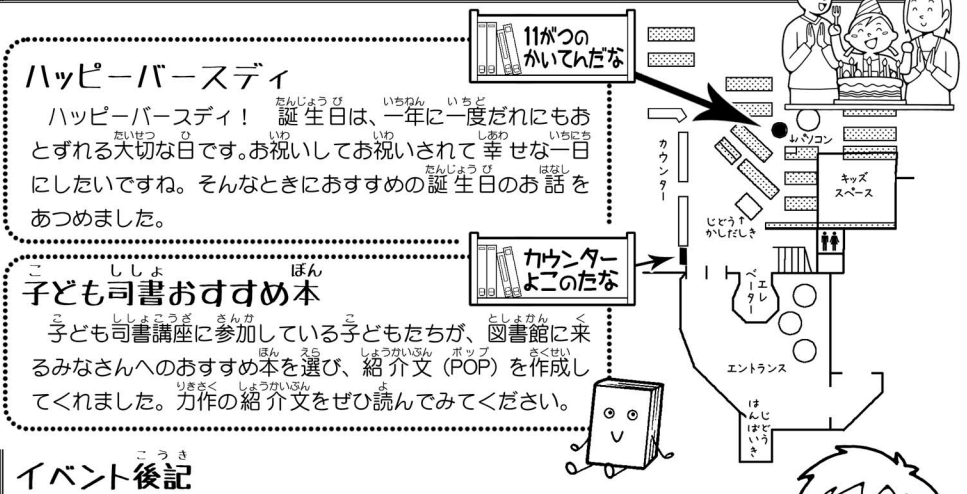 11がつの
かいてんだな
ハッピーバースディ
ハッピーバースディ！　誕生日は、一年に一度だれにもお
とずれる大切な日です。お祝いしてお祝いされて幸せな一日
にしたいですね。そんなときにおすすめの誕生日のお話を
あつめました。
カウンター
よこのたな
子ども司書おすすめ本
子ども司書講座に参加している子どもたちが、図書館に来
るみなさんへのおすすめ本を選び、紹介文（POP）を作成し
てくれました。力作の紹介文をぜひ読んでみてください。
イベント後記
↓パソコン
カウンター
キッズ
スペース
じどう↑
かしだしき
エレ
ベーター
エントランス
じどう
はんばいき